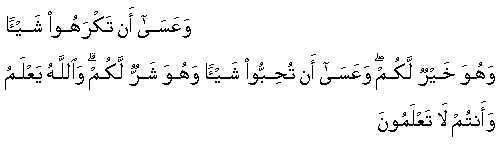 وَعَسَىٰٓ أَن تَكْرَهُوا۟ شَيْـًٔا
وَهُوَ خَيْرٌ لَّكُمْ ۖ وَعَسَىٰٓ أَن تُحِبُّوا۟ شَيْـًٔا وَهُوَ شَرٌّ لَّكُمْ ۗ وَٱللَّهُ يَعْلَمُ
وَأَنتُمْ لَا تَعْلَمُونَ